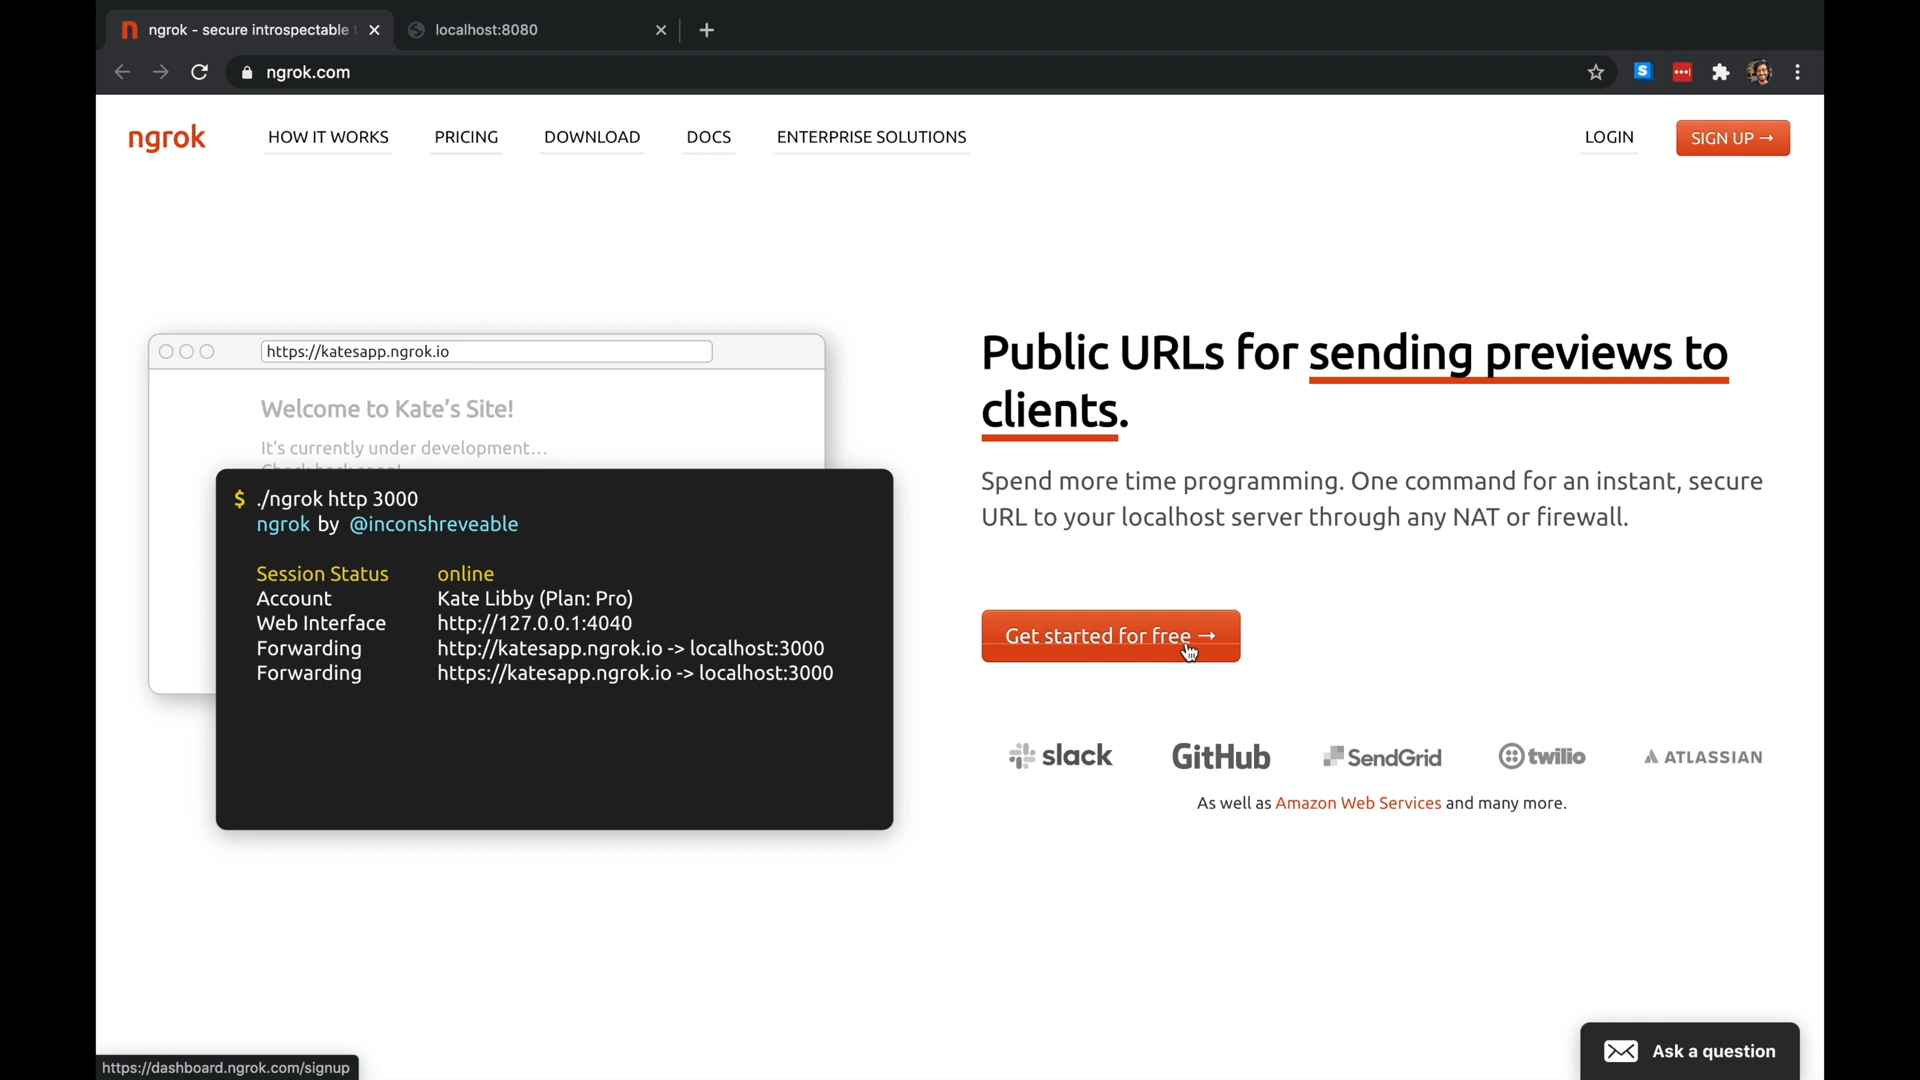 ngrok - secure introspectable t
localhost:8080
ngrok.com
ngrok
HOW IT WORKS
PRICING
DOWNLOAD
DOCS
ENTERPRISE SOLUTIONS
LOGIN
SIGN UP →
https://katesapp.ngrok.io
Welcome to Kate's Site!
It's currently under development...
$ ./ngrok http 3000
ngrok by @inconshreveable
Session Status online
Account Kate Libby (Plan: Pro)
Web Interface http://127.0.0.1:4040
Forwarding http://katesapp.ngrok.io -> localhost:3000
Forwarding https://katesapp.ngrok.io -> localhost:3000
Public URLs for sending previews to
clients.
Spend more time programming. One command for an instant, secure
URL to your localhost server through any NAT or firewall.
Get started for free →
slack
GitHub
SendGrid
twilio
ATLASSIAN
As well as Amazon Web Services and many more.
https://dashboard.ngrok.com/signup
Ask a question